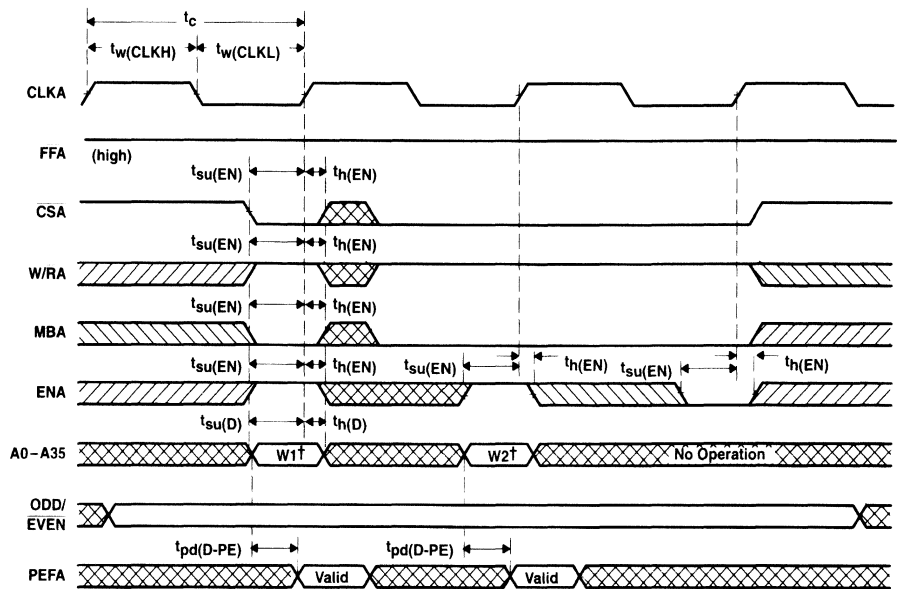 tc
tw(CLKH) tw(CLKL)
CLKA
FFA (high)
tsu(EN) th(EN)
CSA
tsu(EN) th(EN)
W/RA
tsu(EN) th(EN)
MBA
tsu(EN) th(EN) tsu(EN) th(EN) tsu(EN) th(EN)
ENA
tsu(D) th(D)
A0–A35 W1† W2† No Operation
ODD/
EVEN
tpd(D-PE) tpd(D-PE)
PEFA Valid Valid